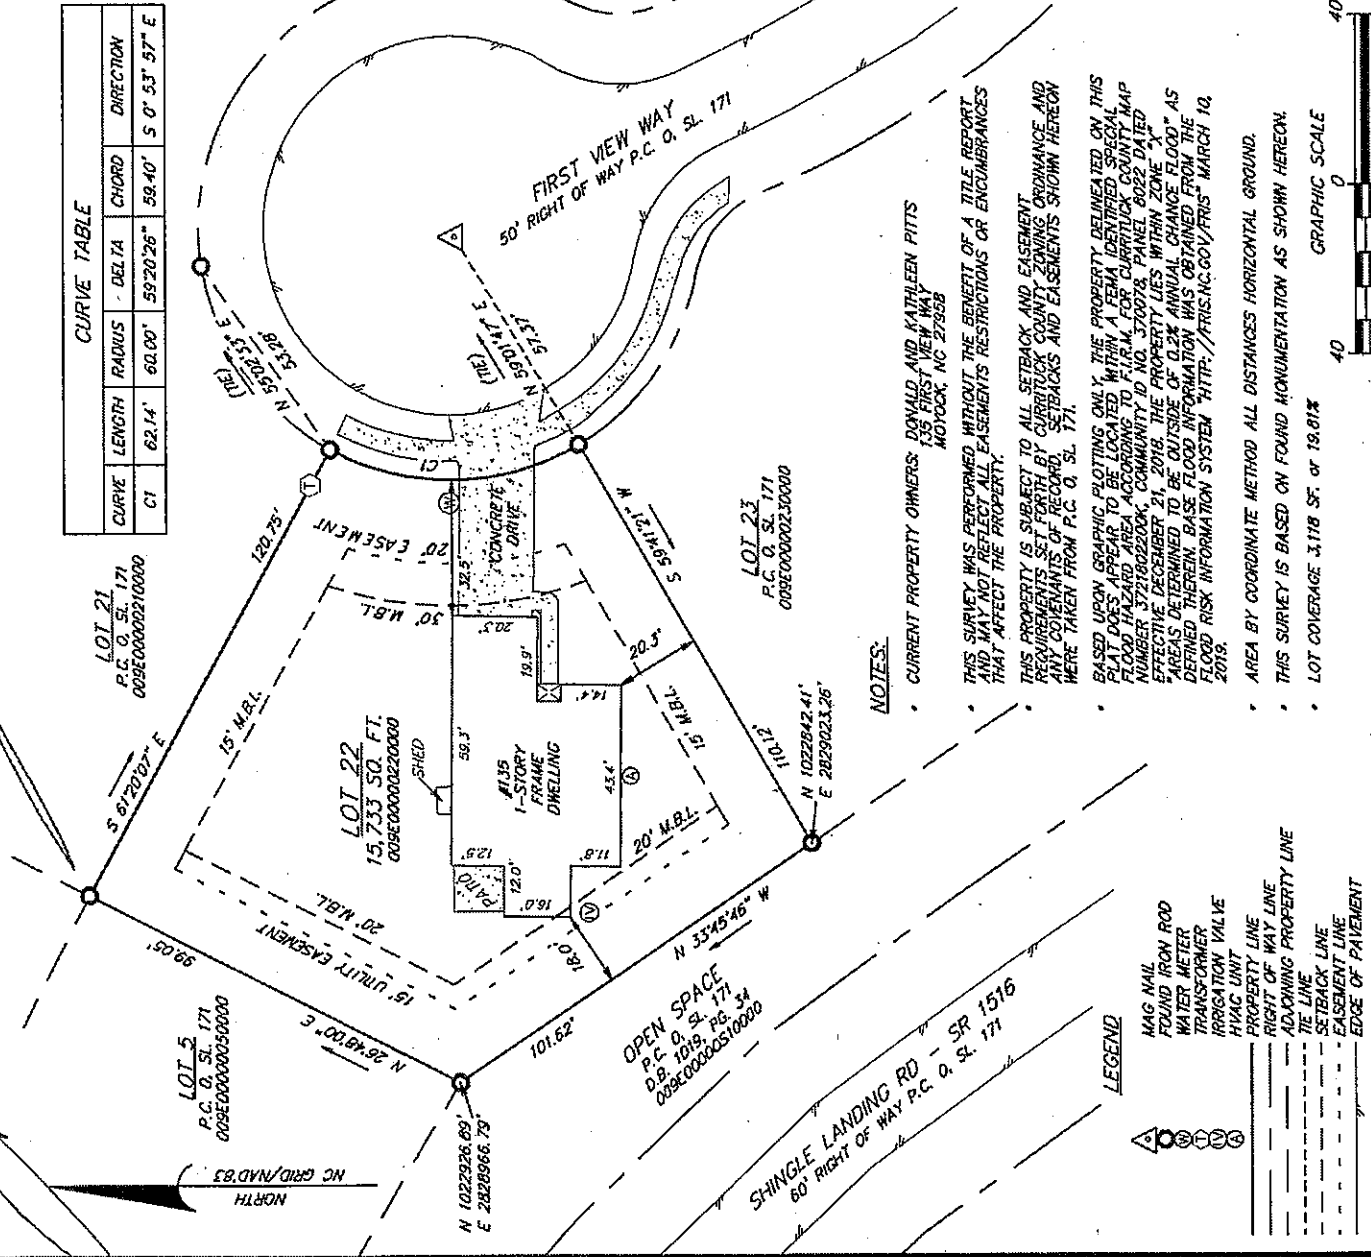 CURVE TABLE
CURVE LENGTH RADIUS DELTA CHORD DIRECTION
C1 62.14' 60.00' 59°20'26" 59.40' S 0° 53' 57" E
LOT 21
P.C. O, SL. 171
009E00000210000
120.75'
S 61°20'07" E
(TIE)
N 55°02'53" E
53.28'
FIRST VIEW WAY
50' RIGHT OF WAY P.C. O, SL. 171
(TIE)
N 59°01'47" E
57.37'
C1
20' EASEMENT
30' M.B.L.
15' M.B.L.
32.5'
CONCRETE
DRIVE
LOT 22
15,733 SQ. FT.
009E00000220000
SHED
59.3'
20.3'
19.9'
14.4'
20.3'
#135
1-STORY
FRAME
DWELLING
43.4'
12.5'
PATIO
12.0'
16.0'
11.8'
18.0'
15' M.B.L.
20' M.B.L.
20' M.B.L.
15' UTILITY EASEMENT
S 59°41'21" W
110.12'
LOT 23
P.C. O, SL. 171
009E00000230000
99.05'
N 26°48'00" E
LOT 5
P.C. O, SL. 171
009E00000050000
N 1022926.89'
E 2828966.79'
101.62'
N 33°45'46" W
N 1022842.41'
E 2829023.26'
OPEN SPACE
P.C. O, SL. 171
D.B. 1019, PG. 34
009E00000S10000
SHINGLE LANDING RD - SR 1516
60' RIGHT OF WAY P.C. O, SL. 171
NORTH
NC GRID/NAD'83
NOTES:
• CURRENT PROPERTY OWNERS: DONALD AND KATHLEEN PITTS
135 FIRST VIEW WAY
MOYOCK, NC 27958
• THIS SURVEY WAS PERFORMED WITHOUT THE BENEFIT OF A TITLE REPORT
AND MAY NOT REFLECT ALL EASEMENTS RESTRICTIONS OR ENCUMBRANCES
THAT AFFECT THE PROPERTY.
• THIS PROPERTY IS SUBJECT TO ALL SETBACK AND EASEMENT
REQUIREMENTS SET FORTH BY CURRITUCK COUNTY ZONING ORDINANCE AND
ANY COVENANTS OF RECORD. SETBACKS AND EASEMENTS SHOWN HEREON
WERE TAKEN FROM P.C. O, SL. 171.
• BASED UPON GRAPHIC PLOTTING ONLY, THE PROPERTY DELINEATED ON THIS
PLAT DOES APPEAR TO BE LOCATED WITHIN A FEMA IDENTIFIED SPECIAL
FLOOD HAZARD AREA ACCORDING TO F.I.R.M. FOR CURRITUCK COUNTY MAP
NUMBER 3721802200K, COMMUNITY ID NO. 370078, PANEL 8022 DATED
EFFECTIVE DECEMBER 21, 2018. THE PROPERTY LIES WITHIN ZONE "X"
"AREAS DETERMINED TO BE OUTSIDE OF 0.2% ANNUAL CHANCE FLOOD" AS
DEFINED THEREIN. BASE FLOOD INFORMATION WAS OBTAINED FROM THE
FLOOD RISK INFORMATION SYSTEM "HTTP://FRIS.NC.GOV/FRIS" MARCH 10,
2019.
• AREA BY COORDINATE METHOD ALL DISTANCES HORIZONTAL GROUND.
• THIS SURVEY IS BASED ON FOUND MONUMENTATION AS SHOWN HEREON.
• LOT COVERAGE 3,118 SF. or 19.81%
GRAPHIC SCALE
40 0 40
LEGEND
MAG NAIL
FOUND IRON ROD
W WATER METER
T TRANSFORMER
IV IRRIGATION VALVE
A HVAC UNIT
PROPERTY LINE
RIGHT OF WAY LINE
ADJOINING PROPERTY LINE
TIE LINE
SETBACK LINE
EASEMENT LINE
EDGE OF PAVEMENT